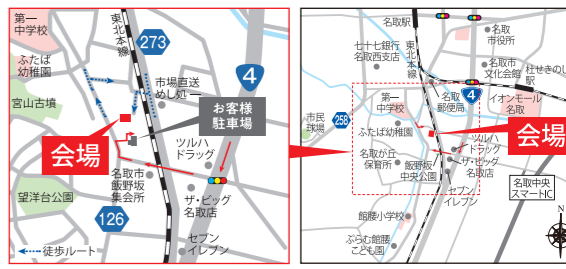 第一
中学校
東北本線
273
4
ふたば
幼稚園
市場直送
めし処一
宮山古墳
お客様
駐車場
会場
ツルハ
ドラッグ
名取市
飯野坂
集会所
望洋台公園
126
ザ・ビッグ
名取店
セブン
イレブン
徒歩ルート
名取駅
名取
市役所
七十七銀行
名取西支店
東北本線
名取市
文化会館
杜せきのした
駅
4
イオンモール
名取
第一
中学校
名取
郵便局
市民
球場
258
ふたば幼稚園
会場
ツルハ
ドラッグ
名取が丘
保育所
飯野坂
中央公園
ザ・ビッグ
名取店
セブン
イレブン
名取中央
スマートIC
館腰小学校
ぷらむ館腰
こども園
N